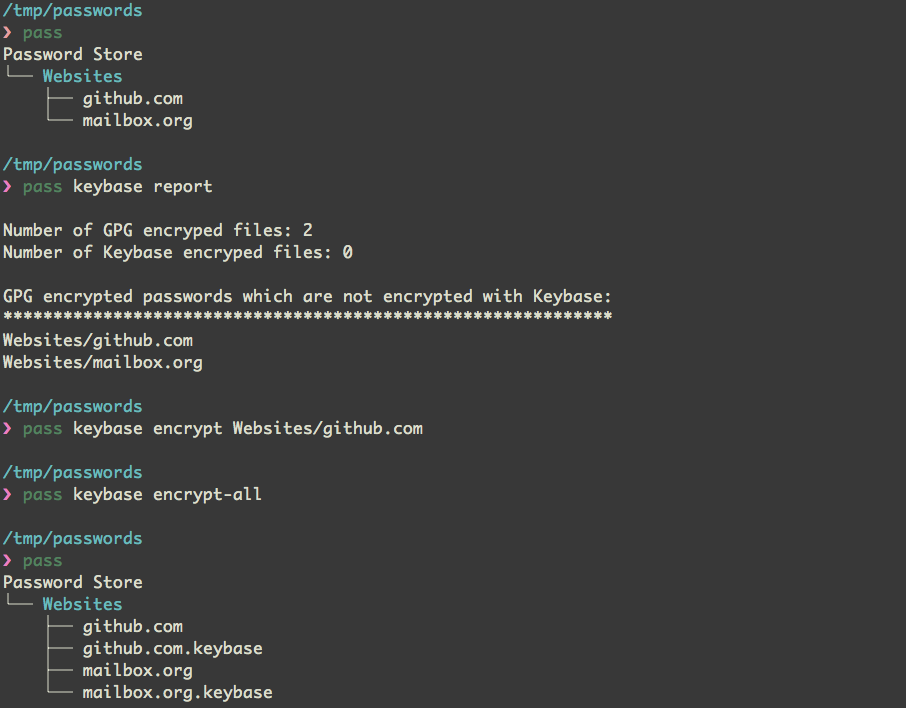 /tmp/passwords
❯ pass
Password Store
└── Websites
    ├── github.com
    └── mailbox.org
/tmp/passwords
❯ pass keybase report
Number of GPG encryped files: 2
Number of Keybase encryped files: 0
GPG encrypted passwords which are not encrypted with Keybase:
*************************************************************
Websites/github.com
Websites/mailbox.org
/tmp/passwords
❯ pass keybase encrypt Websites/github.com
/tmp/passwords
❯ pass keybase encrypt-all
/tmp/passwords
❯ pass
Password Store
└── Websites
    ├── github.com
    ├── github.com.keybase
    ├── mailbox.org
    └── mailbox.org.keybase